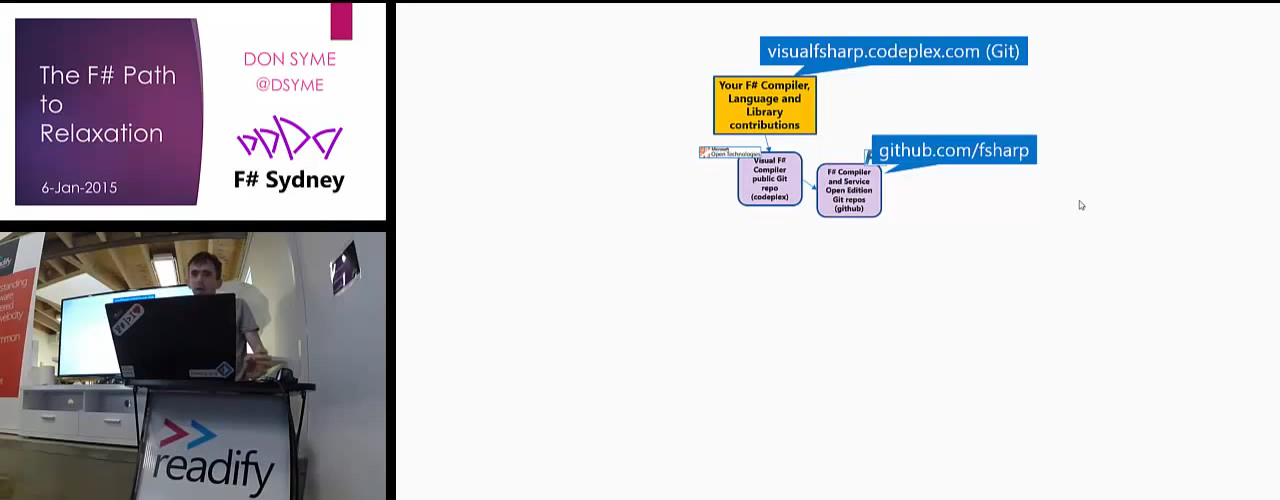 The F# Path
to
Relaxation
6-Jan-2015
DON SYME
@DSYME
F# Sydney
visualfsharp.codeplex.com (Git)
Your F# Compiler,
Language and
Library
contributions
Microsoft
Open Technologies
Visual F#
Compiler
public Git
repo
(codeplex)
github.com/fsharp
F# Compiler
and Service
Open Edition
Git repos
(github)
readify